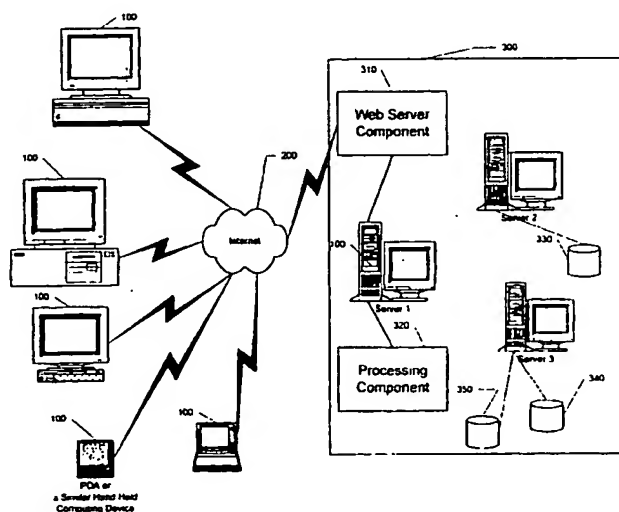 100
300
310
Web Server
Component
100
200
Internet
Server 2
330
100
100
Server 1
320
Server 3
Processing
Component
350
340
100
100
PDA or
a Similar Hand Held
Computing Device